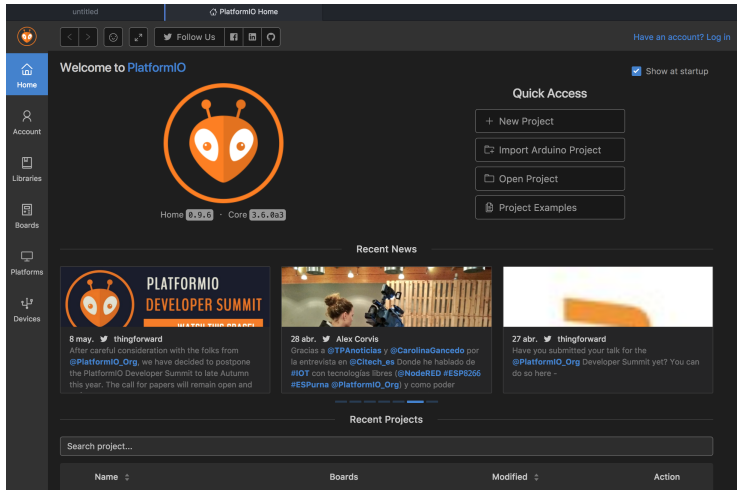 untitled
PlatformIO Home
Follow Us
Have an account? Log in
Home
Account
Libraries
Boards
Platforms
Devices
Welcome to PlatformIO
Show at startup
Home 0.9.6 · Core 3.6.0a3
Quick Access
New Project
Import Arduino Project
Open Project
Project Examples
Recent News
PLATFORMIO
DEVELOPER SUMMIT
WATCH THIS SPACE!
8 may. thingforward
After careful consideration with the folks from
@PlatformIO_Org, we have decided to postpone
the PlatformIO Developer Summit to late Autumn
this year. The call for papers will remain open and
28 abr. Alex Corvis
Gracias a @TPAnoticias y @CarolinaGancedo por
la entrevista en @Citech_es Donde he hablado de
#IOT con tecnologías libres (@NodeRED #ESP8266
#ESPurna @PlatformIO_Org) y como poder
27 abr. thingforward
Have you submitted your talk for the
@PlatformIO_Org Developer Summit yet? You can
do so here -
Recent Projects
Search project...
Name
Boards
Modified
Action